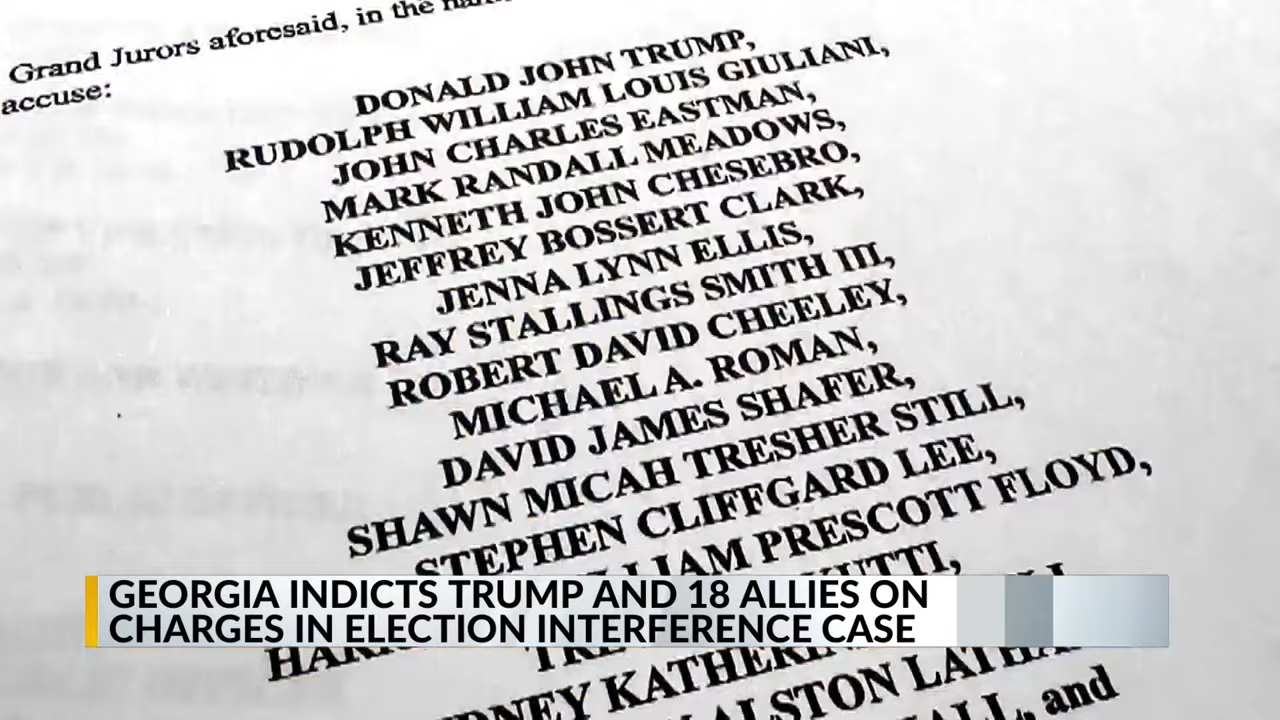 Grand Jurors aforesaid, in the
accuse:
DONALD JOHN TRUMP,
RUDOLPH WILLIAM LOUIS GIULIANI,
JOHN CHARLES EASTMAN,
MARK RANDALL MEADOWS,
KENNETH JOHN CHESEBRO,
JEFFREY BOSSERT CLARK,
JENNA LYNN ELLIS,
RAY STALLINGS SMITH III,
ROBERT DAVID CHEELEY,
MICHAEL A. ROMAN,
DAVID JAMES SHAFER,
SHAWN MICAH TRESHER STILL,
STEPHEN CLIFFGARD LEE,
PRESCOTT FLOYD,
GEORGIA INDICTS TRUMP AND 18 ALLIES ON
CHARGES IN ELECTION INTERFERENCE CASE
and